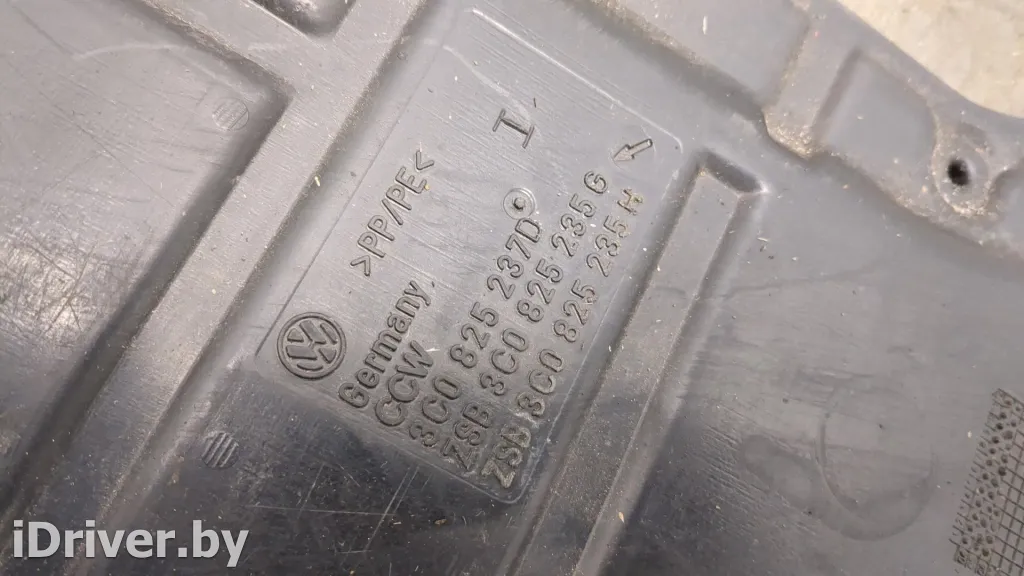 >PP/PE<
Germany
CCW
3C0 825 237D
ZSB 3C0 825 235 G
ZSB 3C0 825 235 H
iDriver.by